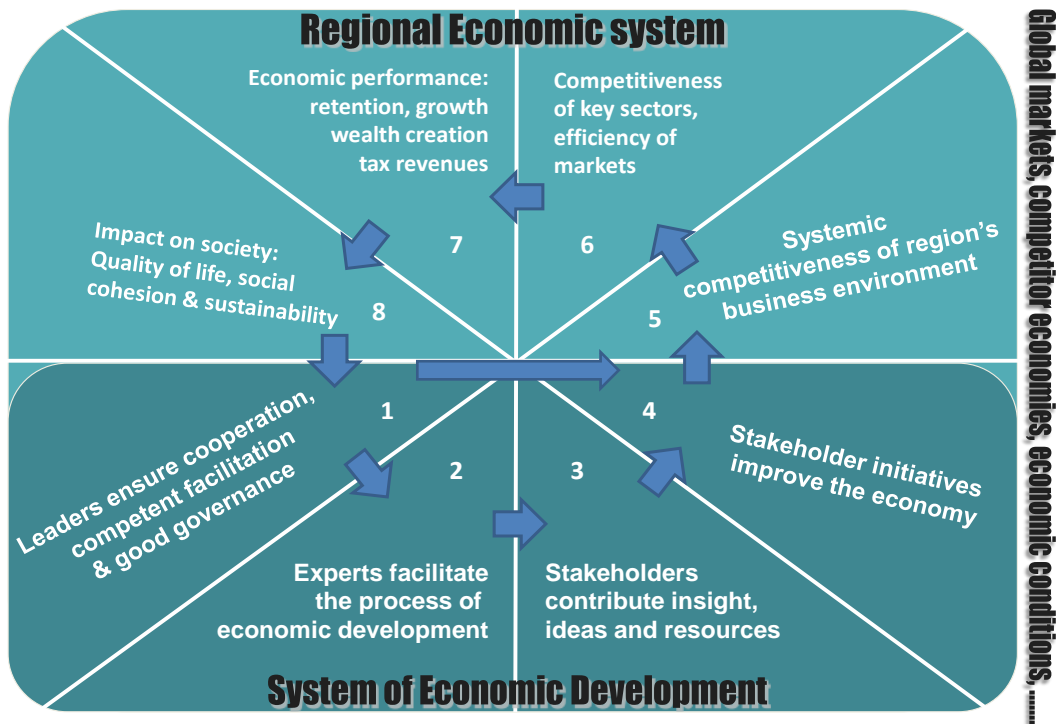 Regional Economic system
Economic performance:
retention, growth
wealth creation
tax revenues
Competitiveness
of key sectors,
efficiency of
markets
Impact on society:
Quality of life, social
cohesion & sustainability
Systemic
competitiveness of region's
business environment
7
6
8
5
1
4
2
3
Leaders ensure cooperation,
competent facilitation
& good governance
Stakeholder initiatives
improve the economy
Experts facilitate
the process of
economic development
Stakeholders
contribute insight,
ideas and resources
System of Economic Development
Global markets, competitor economies, economic conditions, ......